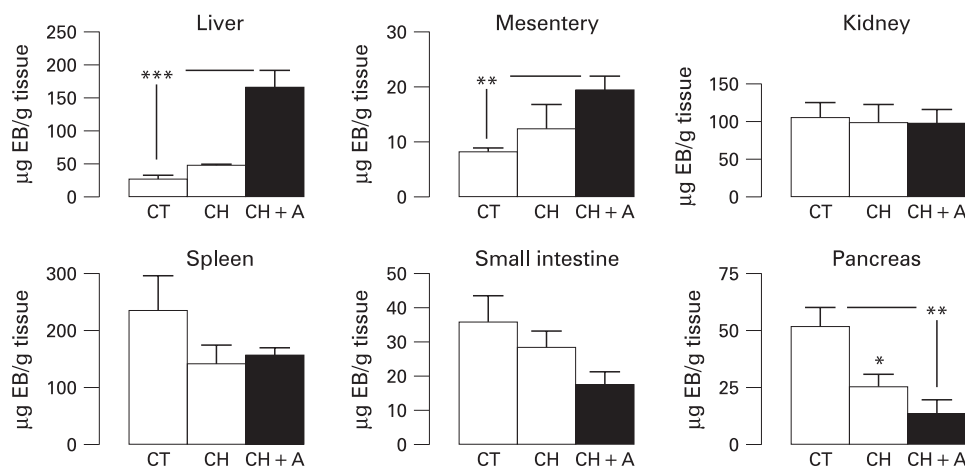 Liver
µg EB/g tissue
250
200
150
100
50
0
***
CT
CH
CH + A
Mesentery
µg EB/g tissue
30
20
10
0
**
CT
CH
CH + A
Kidney
µg EB/g tissue
150
100
50
0
CT
CH
CH + A
Spleen
µg EB/g tissue
300
200
100
0
CT
CH
CH + A
Small intestine
µg EB/g tissue
50
40
30
20
10
0
CT
CH
CH + A
Pancreas
µg EB/g tissue
75
50
25
0
*
**
CT
CH
CH + A